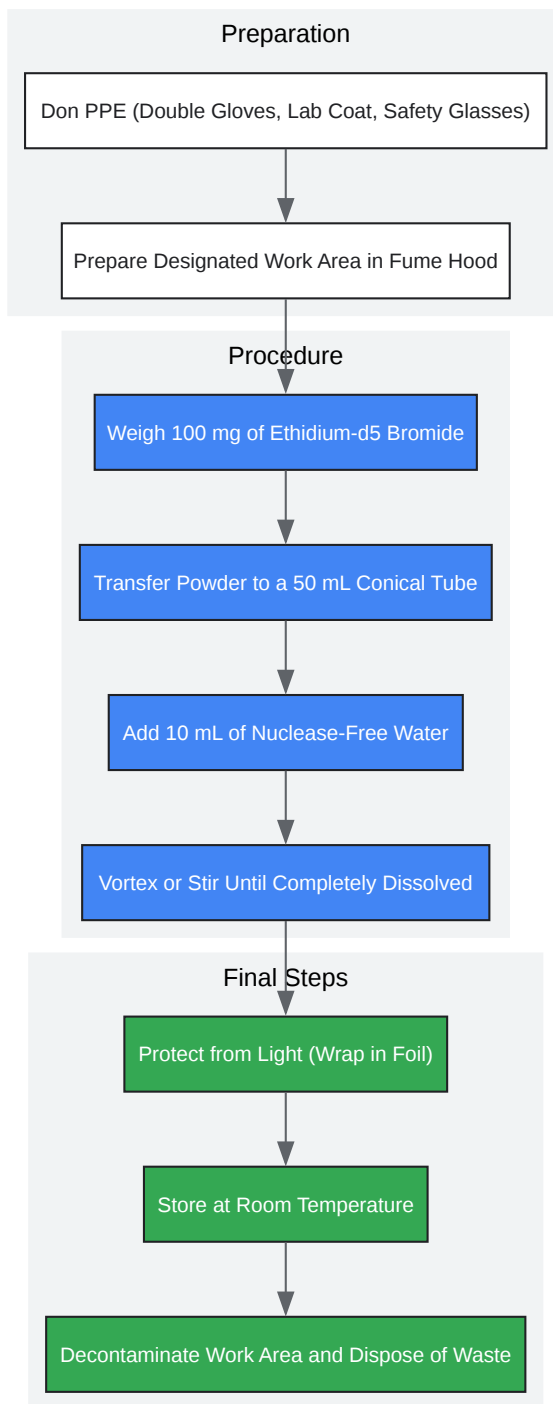 Preparation
Don PPE (Double Gloves, Lab Coat, Safety Glasses)
Prepare Designated Work Area in Fume Hood
Procedure
Weigh 100 mg of Ethidium-d5 Bromide
Transfer Powder to a 50 mL Conical Tube
Add 10 mL of Nuclease-Free Water
Vortex or Stir Until Completely Dissolved
Final Steps
Protect from Light (Wrap in Foil)
Store at Room Temperature
Decontaminate Work Area and Dispose of Waste